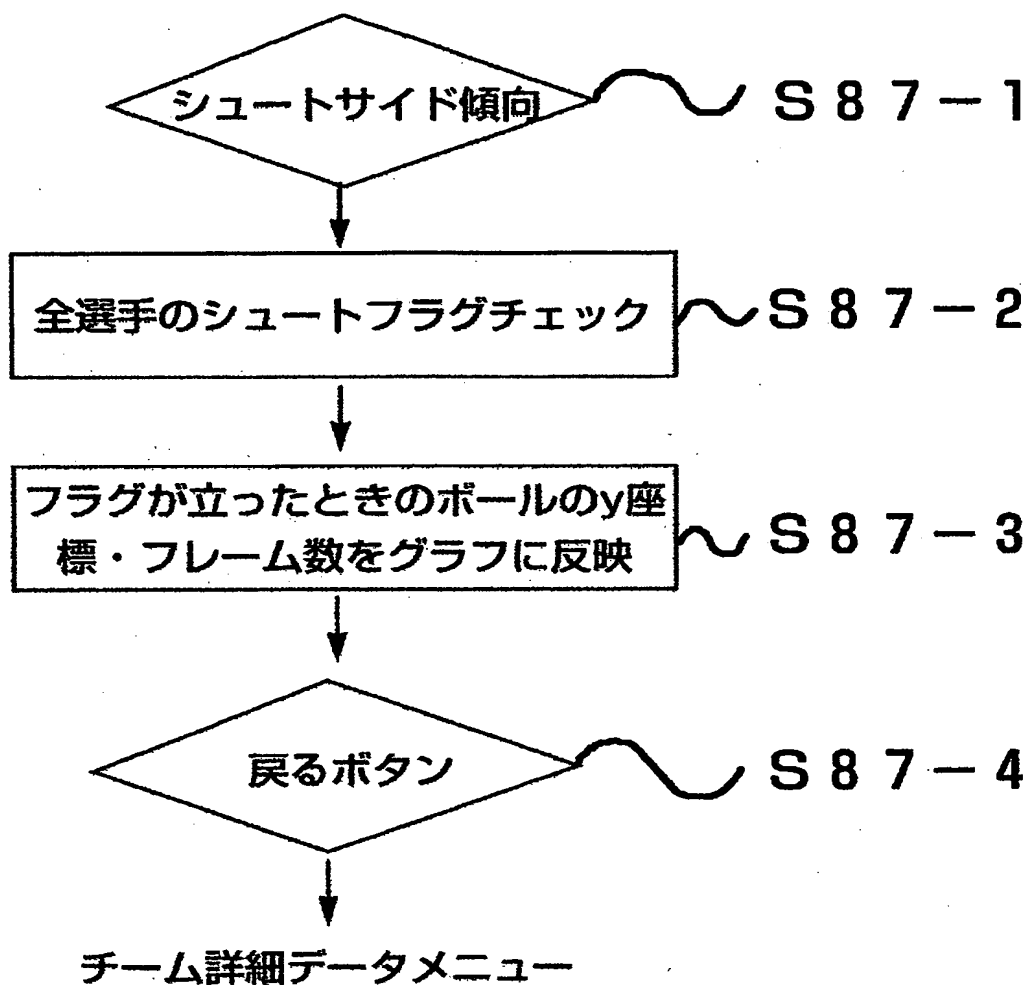 シュートサイド傾向
S87-1
全選手のシュートフラグチェック
S87-2
フラグが立ったときのボールのy座
標・フレーム数をグラフに反映
S87-3
戻るボタン
S87-4
チーム詳細データメニュー